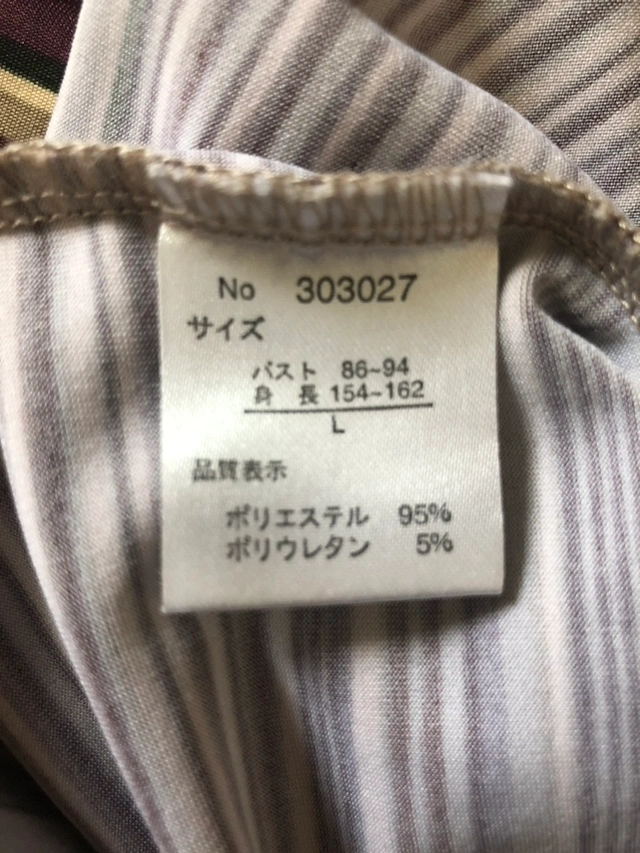 No 303027
サイズ
バスト 86~94
身長 154~162
L
品質表示
ポリエステル 95%
ポリウレタン 5%